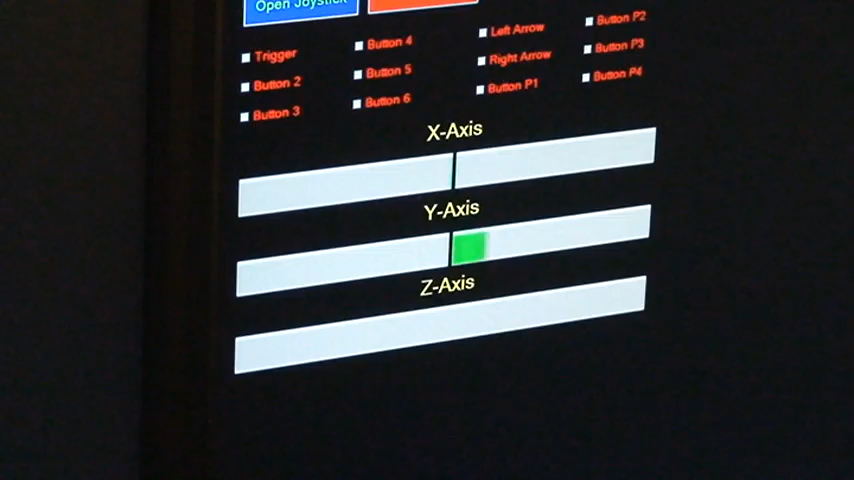 Open Joystick
Trigger Button 4 Left Arrow Button P2
Button 2 Button 5 Right Arrow Button P3
Button 3 Button 6 Button P1 Button P4
X-Axis
Y-Axis
Z-Axis